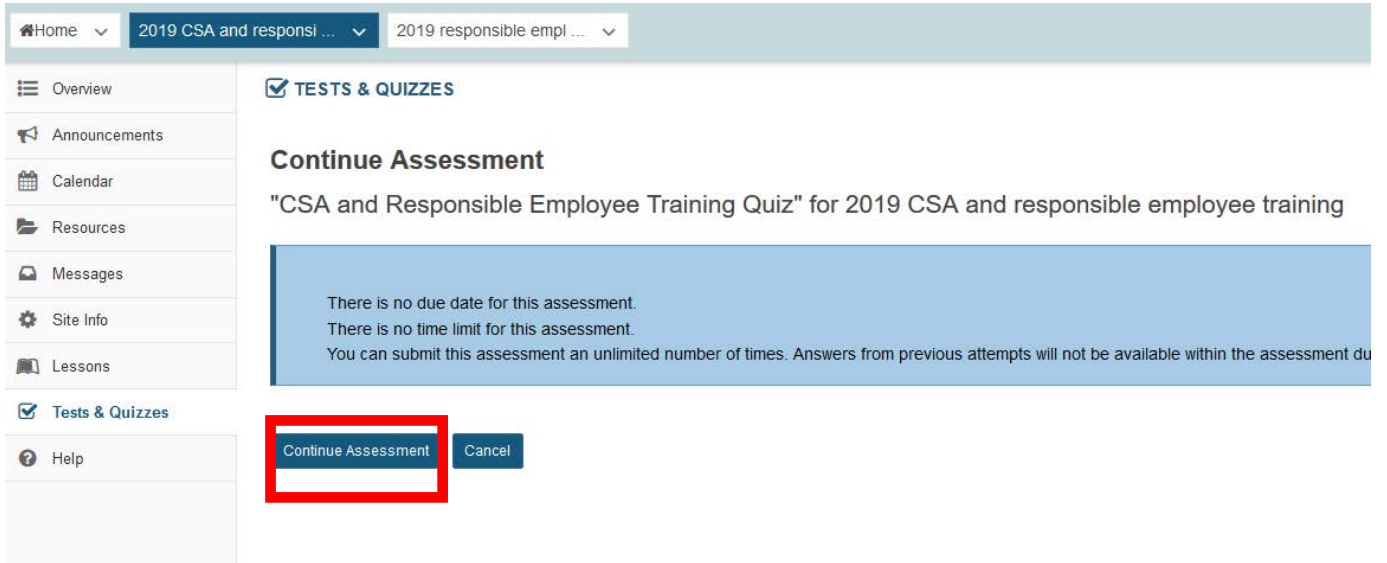 Home
2019 CSA and responsi ...
2019 responsible empl ...
Overview
Announcements
Calendar
Resources
Messages
Site Info
Lessons
Tests & Quizzes
Help
TESTS & QUIZZES
Continue Assessment
"CSA and Responsible Employee Training Quiz" for 2019 CSA and responsible employee training
There is no due date for this assessment.
There is no time limit for this assessment.
You can submit this assessment an unlimited number of times. Answers from previous attempts will not be available within the assessment du
Continue Assessment
Cancel